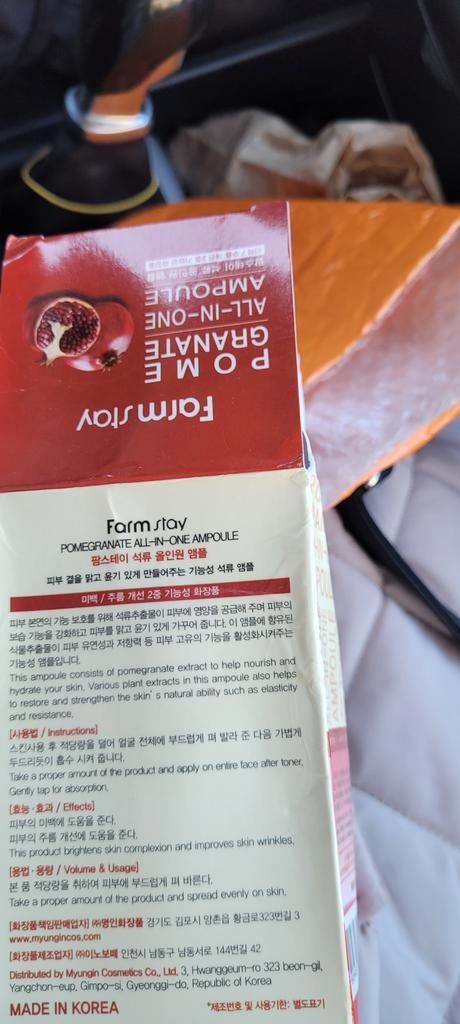 팜스테이 석류 올인원 앰플
AMPOULE
ALL-IN-ONE
GRANATE
POME
Farm stay
Farm stay
POMEGRANATE ALL-IN-ONE AMPOULE
팜스테이 석류 올인원 앰플
피부 결을 맑고 윤기 있게 만들어주는 기능성 석류 앰플
미백 / 주름 개선 2중 기능성 화장품
피부 본연의 기능 보호를 위해 석류추출물이 피부에 영양을 공급해 주며 피부의
보습 기능을 강화하고 피부를 맑고 윤기 있게 가꾸어 줍니다. 이 앰플에 함유된
식물추출물이 피부 유연성과 저항력 등 피부 고유의 기능을 활성화시켜주는
기능성 앰플입니다.
This ampoule consists of pomegranate extract to help nourish and
hydrate your skin. Various plant extracts in this ampoule also helps
to restore and strengthen the skin's natural ability such as elasticity
and resistance.
[사용법 / Instructions]
스킨사용 후 적당량을 덜어 얼굴 전체에 부드럽게 펴 발라 준 다음 가볍게
두드리듯이 흡수 시켜 줍니다.
Take a proper amount of the product and apply on entire face after toner.
Gently tap for absorption.
[효능·효과 / Effects]
피부의 미백에 도움을 준다.
피부의 주름 개선에 도움을 준다.
This product brightens skin complexion and improves skin wrinkles.
[용법·용량 / Volume & Usage]
본 품 적당량을 취하여 피부에 부드럽게 펴 바른다.
Take a proper amount of the product and spread evenly on skin.
[화장품책임판매업자] ㈜명인화장품 경기도 김포시 양촌읍 황금로323번길 3
www.myungincos.com
[화장품제조업자] ㈜이노보떼 인천시 남동구 남동서로 144번길 42
Distributed by Myungin Cosmetics Co., Ltd. 3, Hwanggeum-ro 323 beon-gil,
Yangchon-eup, Gimpo-si, Gyeonggi-do, Republic of Korea
MADE IN KOREA
*제조번호 및 사용기한: 별도표기